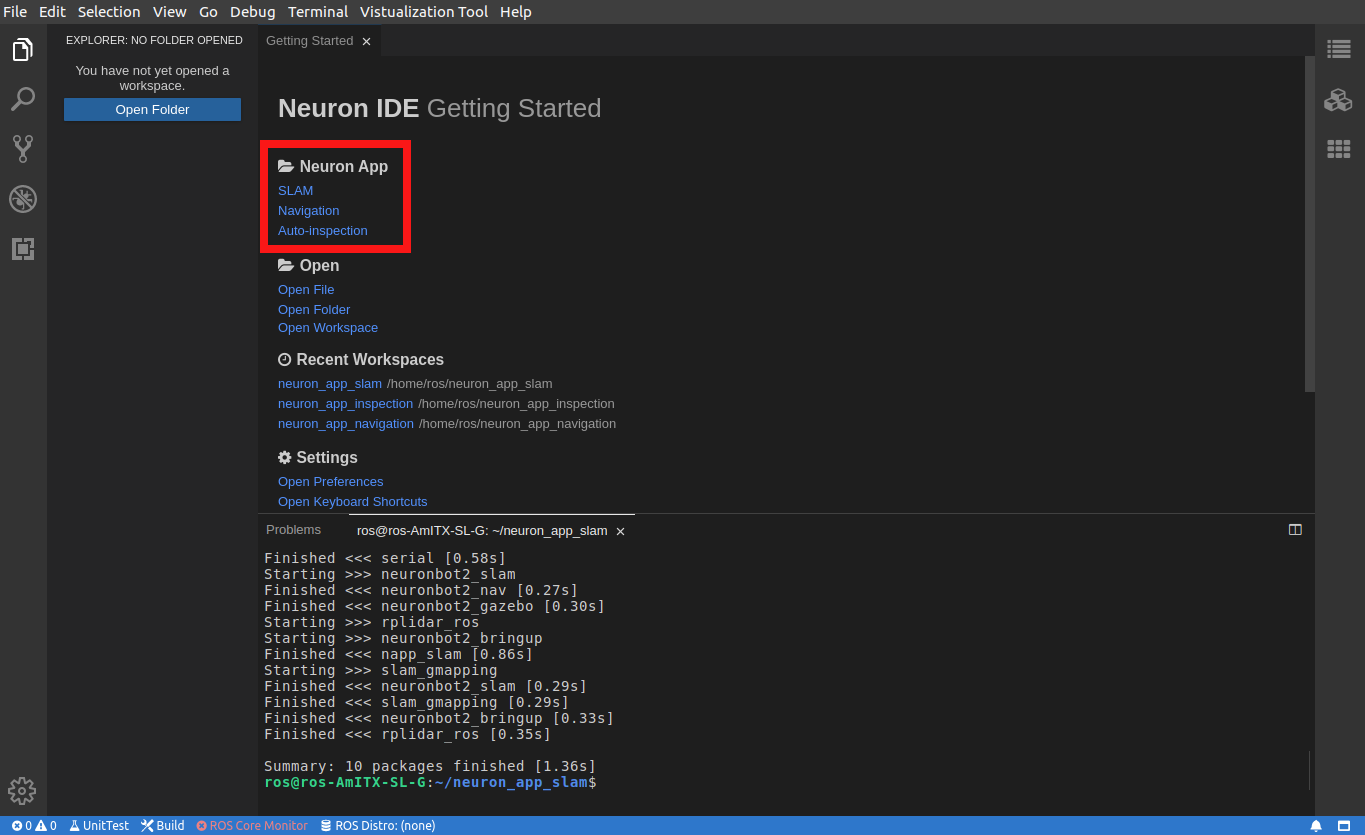 File Edit Selection View Go Debug Terminal Vistualization Tool Help
EXPLORER: NO FOLDER OPENED
You have not yet opened a
workspace.
Open Folder
Getting Started
Neuron IDE Getting Started
Neuron App
SLAM
Navigation
Auto-inspection
Open
Open File
Open Folder
Open Workspace
Recent Workspaces
neuron_app_slam /home/ros/neuron_app_slam
neuron_app_inspection /home/ros/neuron_app_inspection
neuron_app_navigation /home/ros/neuron_app_navigation
Settings
Open Preferences
Open Keyboard Shortcuts
Problems ros@ros-AmITX-SL-G: ~/neuron_app_slam
Finished <<< serial [0.58s]
Starting >>> neuronbot2_slam
Finished <<< neuronbot2_nav [0.27s]
Finished <<< neuronbot2_gazebo [0.30s]
Starting >>> rplidar_ros
Starting >>> neuronbot2_bringup
Finished <<< napp_slam [0.86s]
Starting >>> slam_gmapping
Finished <<< neuronbot2_slam [0.29s]
Finished <<< slam_gmapping [0.29s]
Finished <<< neuronbot2_bringup [0.33s]
Finished <<< rplidar_ros [0.35s]
Summary: 10 packages finished [1.36s]
ros@ros-AmITX-SL-G:~/neuron_app_slam$
0 0 UnitTest Build ROS Core Monitor ROS Distro: (none)